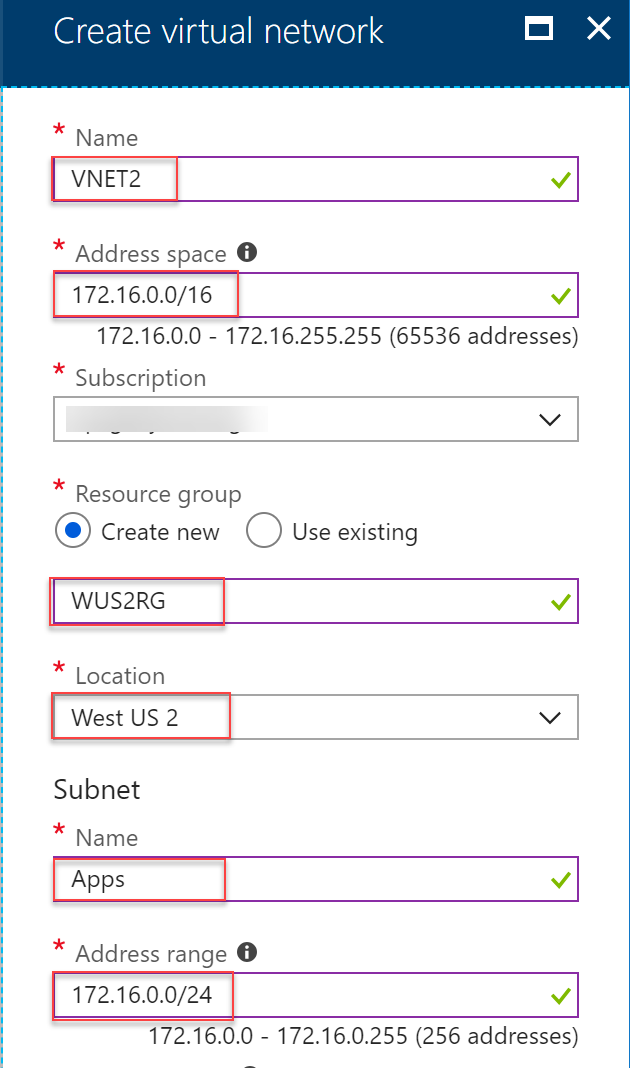 Create virtual network
* Name
VNET2
* Address space
172.16.0.0/16
172.16.0.0 - 172.16.255.255 (65536 addresses)
* Subscription
* Resource group
Create new Use existing
WUS2RG
* Location
West US 2
Subnet
* Name
Apps
* Address range
172.16.0.0/24
172.16.0.0 - 172.16.0.255 (256 addresses)